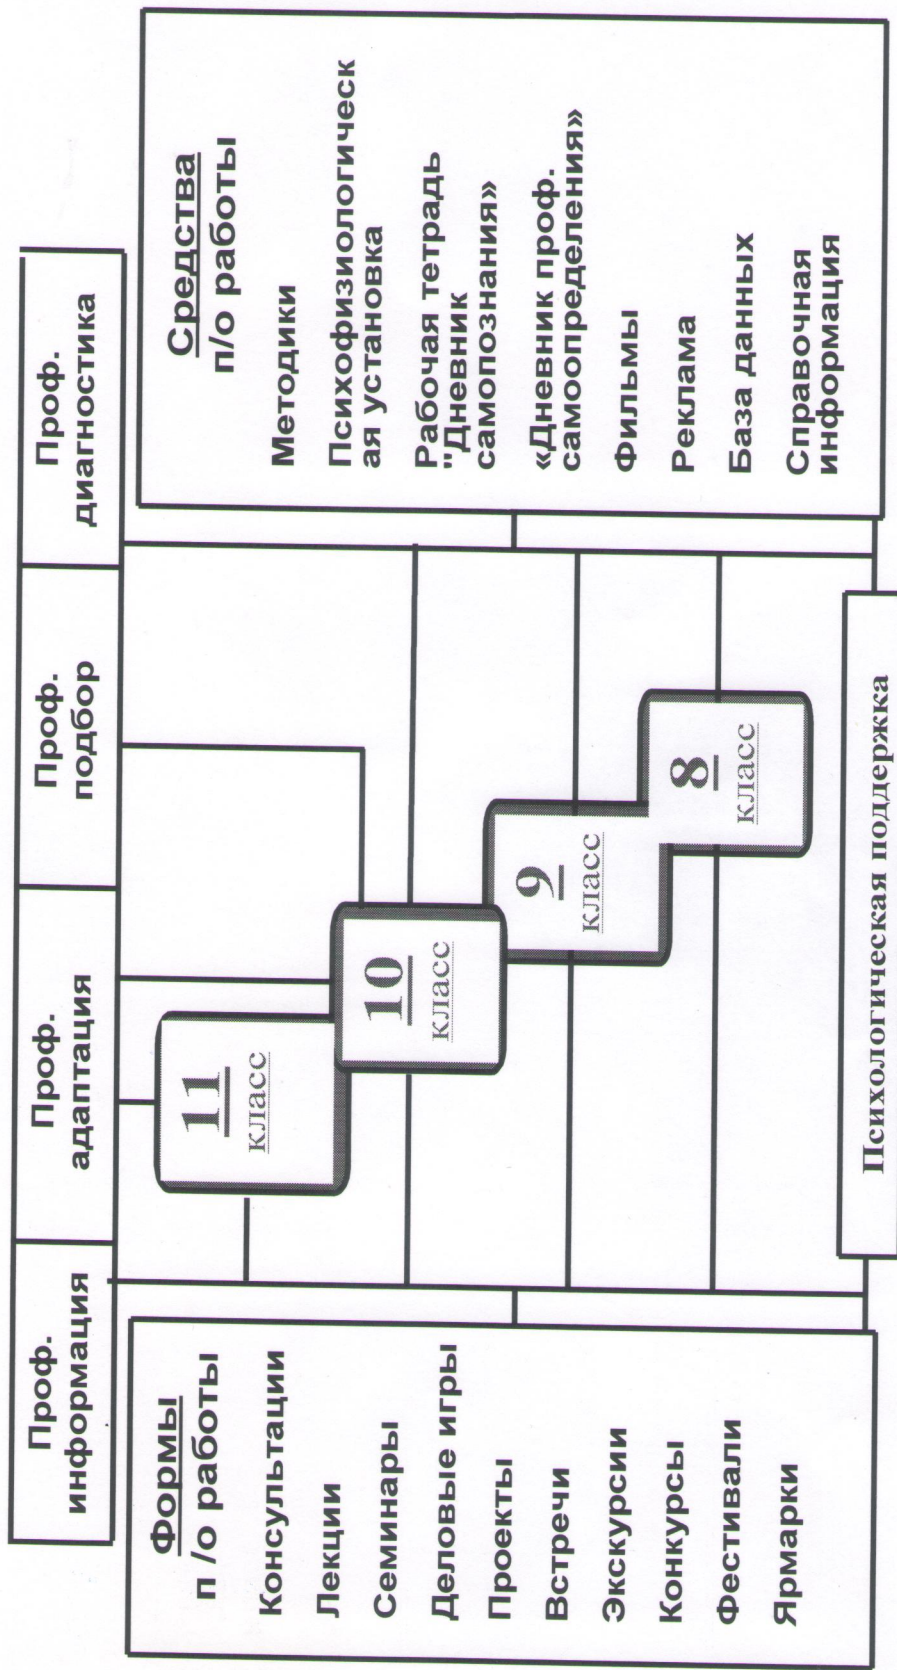 Проф.
информация
Проф.
адаптация
Проф.
подбор
Проф.
диагностика
Формы
п /о работы
Консультации
Лекции
Семинары
Деловые игры
Проекты
Встречи
Экскурсии
Конкурсы
Фестивали
Ярмарки
11
класс
10
класс
9
класс
8
класс
Средства
п/о работы
Методики
Психофизиологическ
ая установка
Рабочая тетрадь
"Дневник
самопознания»
«Дневник проф.
самоопределения»
Фильмы
Реклама
База данных
Справочная
информация
Психологическая поддержка